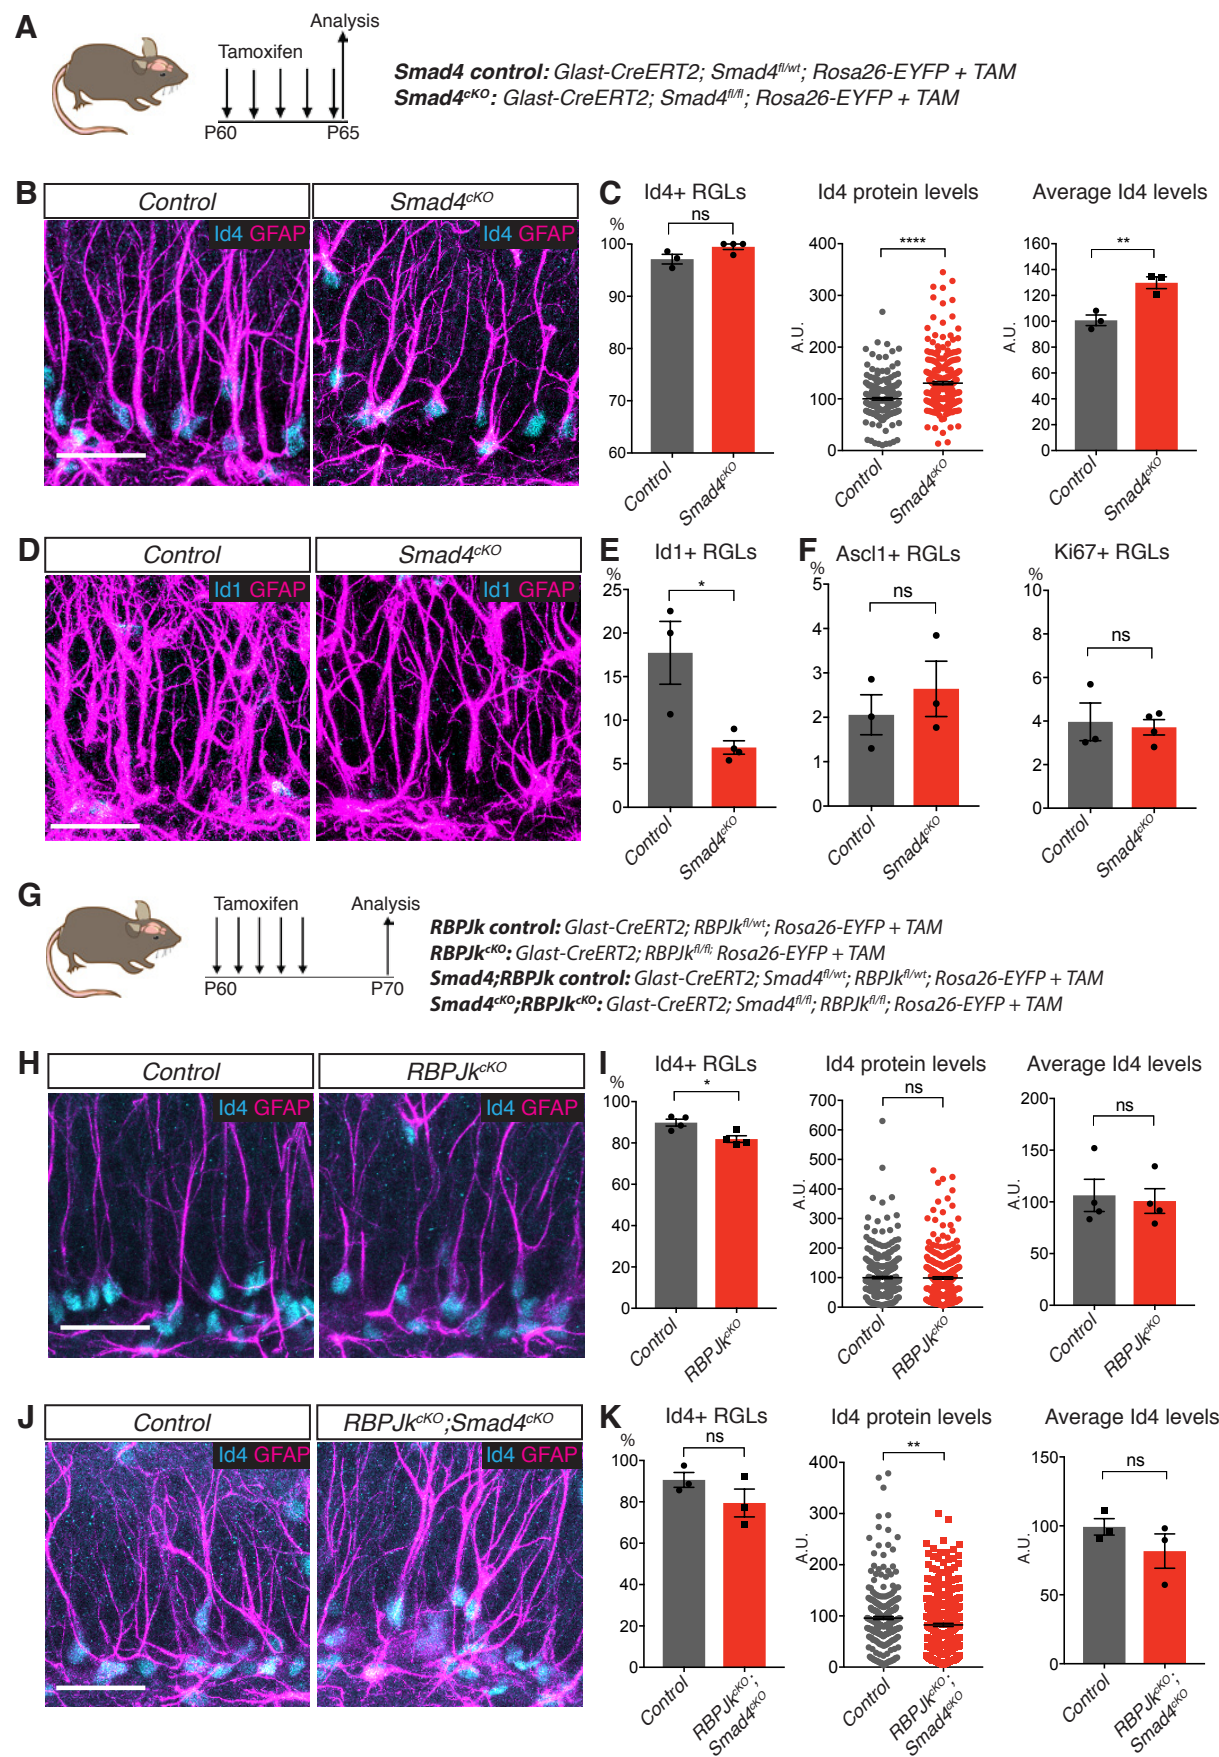 A
Tamoxifen
Analysis
P60
P65
Smad4 control: Glast-CreERT2; Smad4fl/wt; Rosa26-EYFP + TAM
Smad4cKO: Glast-CreERT2; Smad4fl/fl; Rosa26-EYFP + TAM
B
Control
Smad4cKO
Id4 GFAP
Id4 GFAP
C
Id4+ RGLs
%
ns
100
90
80
70
60
Control
Smad4cKO
Id4 protein levels
A.U.
****
400
300
200
100
0
Control
Smad4cKO
Average Id4 levels
A.U.
**
160
140
120
100
80
60
40
20
0
Control
Smad4cKO
D
Control
Smad4cKO
Id1 GFAP
Id1 GFAP
E
Id1+ RGLs
%
*
25
20
15
10
5
0
Control
Smad4cKO
F
Ascl1+ RGLs
%
ns
5
4
3
2
1
0
Control
Smad4cKO
Ki67+ RGLs
%
ns
10
8
6
4
2
0
Control
Smad4cKO
G
Tamoxifen
Analysis
P60
P70
RBPJk control: Glast-CreERT2; RBPJkfl/wt; Rosa26-EYFP + TAM
RBPJkcKO: Glast-CreERT2; RBPJkfl/fl; Rosa26-EYFP + TAM
Smad4;RBPJk control: Glast-CreERT2; Smad4fl/wt; RBPJkfl/wt; Rosa26-EYFP + TAM
Smad4cKO;RBPJkcKO: Glast-CreERT2; Smad4fl/fl; RBPJkfl/fl; Rosa26-EYFP + TAM
H
Control
RBPJkcKO
Id4 GFAP
Id4 GFAP
I
Id4+ RGLs
%
*
100
80
60
40
20
0
Control
RBPJkcKO
Id4 protein levels
A.U.
ns
700
600
500
400
300
200
100
0
Control
RBPJkcKO
Average Id4 levels
A.U.
ns
200
150
100
50
0
Control
RBPJkcKO
J
Control
RBPJkcKO;Smad4cKO
Id4 GFAP
Id4 GFAP
K
Id4+ RGLs
%
ns
100
80
60
40
20
0
Control
RBPJkcKO;
Smad4cKO
Id4 protein levels
A.U.
**
400
300
200
100
0
Control
RBPJkcKO;
Smad4cKO
Average Id4 levels
A.U.
ns
150
100
50
0
Control
RBPJkcKO;
Smad4cKO